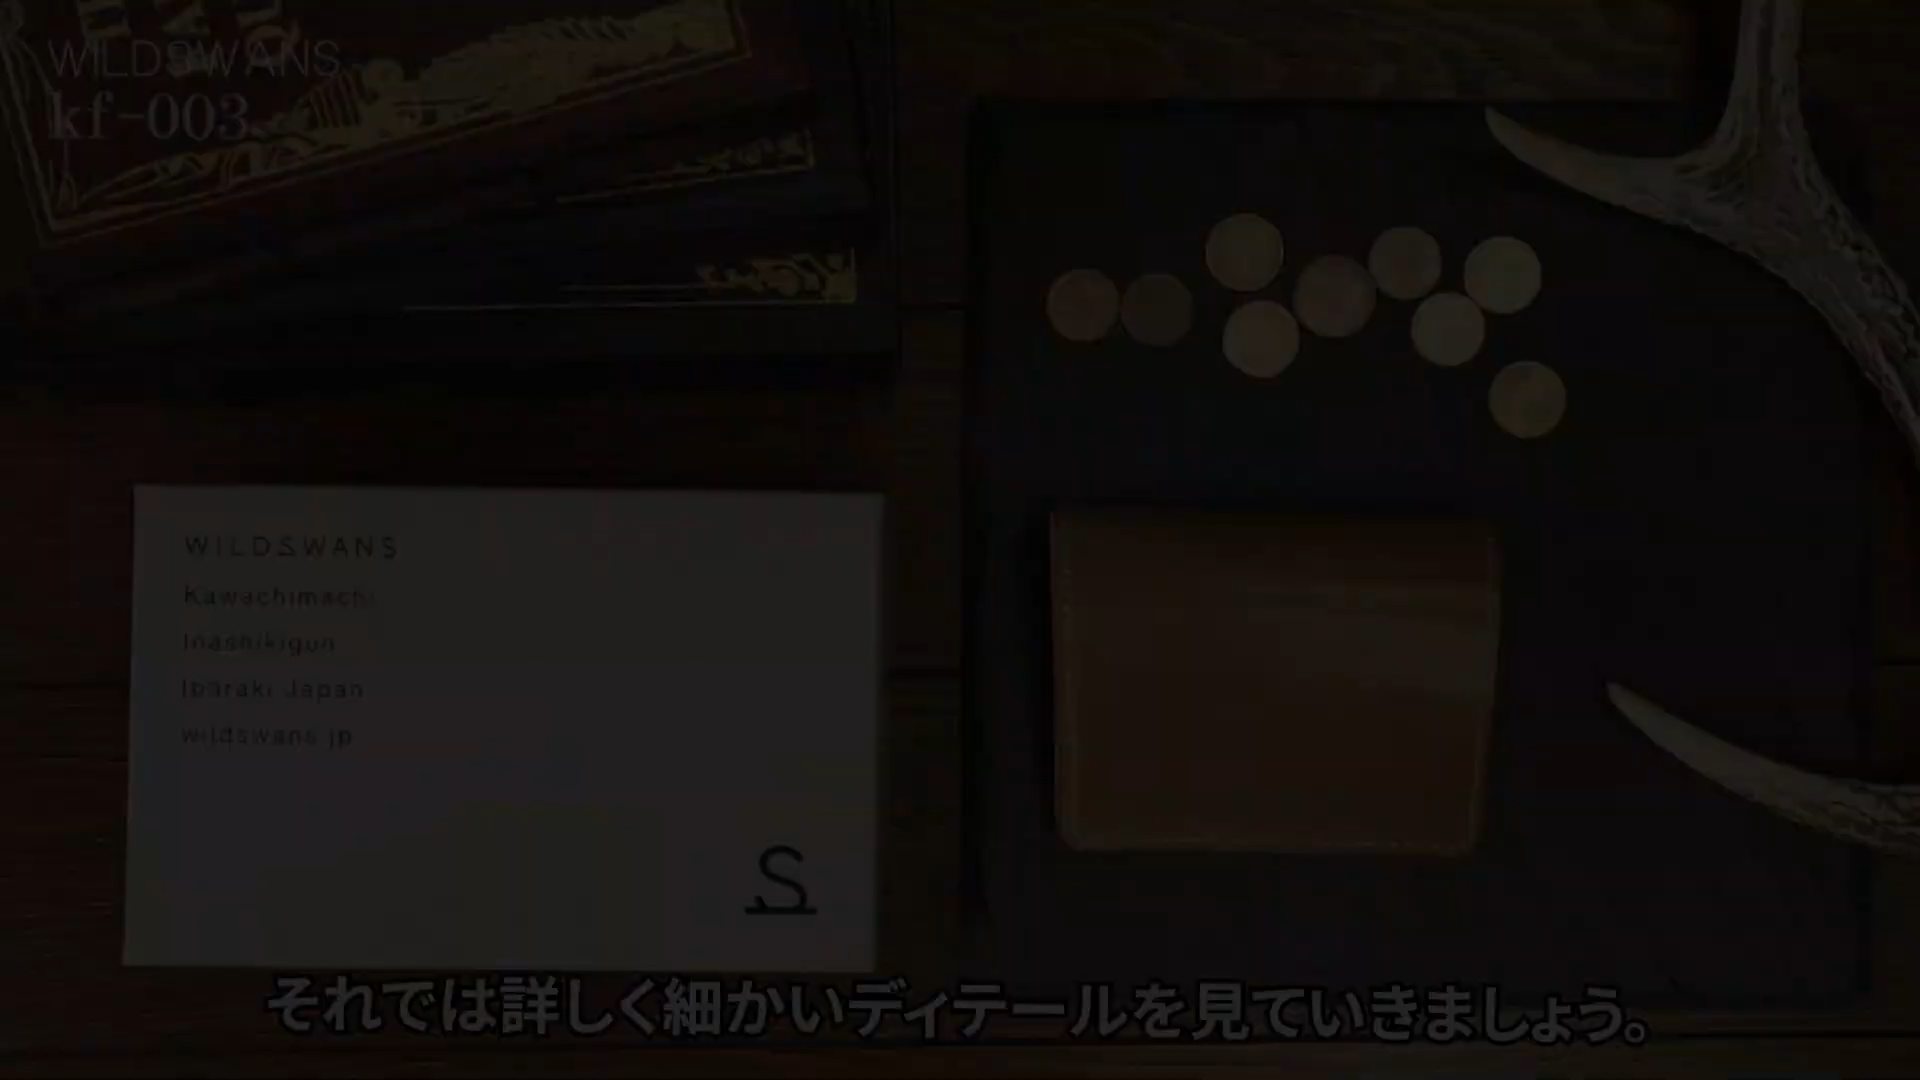 WILDSWANS
kf-003
WILDSWANS
Kawachimachi
Inashikigun
Ibaraki Japan
wildswans.jp
S
それでは詳しく細かいディテールを見ていきましょう。